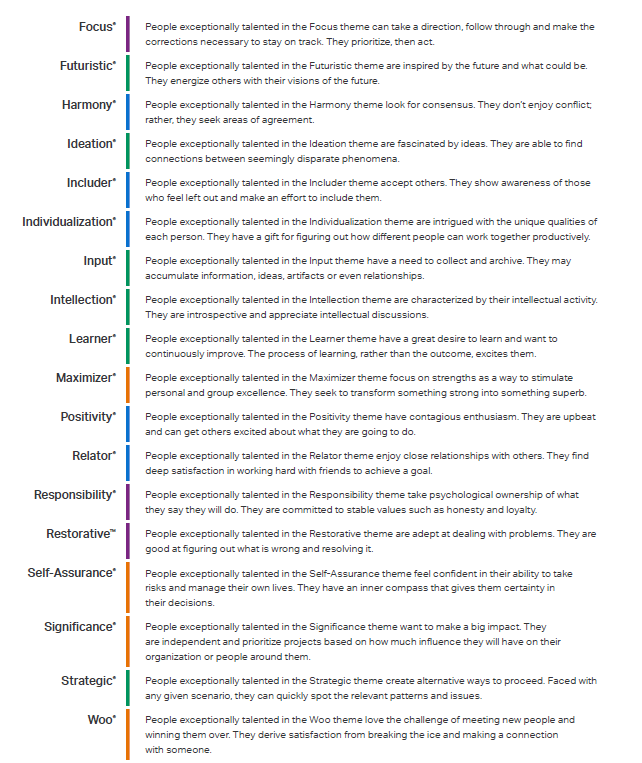 Focus®
People exceptionally talented in the Focus theme can take a direction, follow through and make the
corrections necessary to stay on track. They prioritize, then act.
Futuristic®
People exceptionally talented in the Futuristic theme are inspired by the future and what could be.
They energize others with their visions of the future.
Harmony®
People exceptionally talented in the Harmony theme look for consensus. They don't enjoy conflict;
rather, they seek areas of agreement.
Ideation®
People exceptionally talented in the Ideation theme are fascinated by ideas. They are able to find
connections between seemingly disparate phenomena.
Includer®
People exceptionally talented in the Includer theme accept others. They show awareness of those
who feel left out and make an effort to include them.
Individualization®
People exceptionally talented in the Individualization theme are intrigued with the unique qualities of
each person. They have a gift for figuring out how different people can work together productively.
Input®
People exceptionally talented in the Input theme have a need to collect and archive. They may
accumulate information, ideas, artifacts or even relationships.
Intellection®
People exceptionally talented in the Intellection theme are characterized by their intellectual activity.
They are introspective and appreciate intellectual discussions.
Learner®
People exceptionally talented in the Learner theme have a great desire to learn and want to
continuously improve. The process of learning, rather than the outcome, excites them.
Maximizer®
People exceptionally talented in the Maximizer theme focus on strengths as a way to stimulate
personal and group excellence. They seek to transform something strong into something superb.
Positivity®
People exceptionally talented in the Positivity theme have contagious enthusiasm. They are upbeat
and can get others excited about what they are going to do.
Relator®
People exceptionally talented in the Relator theme enjoy close relationships with others. They find
deep satisfaction in working hard with friends to achieve a goal.
Responsibility®
People exceptionally talented in the Responsibility theme take psychological ownership of what
they say they will do. They are committed to stable values such as honesty and loyalty.
Restorative™
People exceptionally talented in the Restorative theme are adept at dealing with problems. They are
good at figuring out what is wrong and resolving it.
Self-Assurance®
People exceptionally talented in the Self-Assurance theme feel confident in their ability to take
risks and manage their own lives. They have an inner compass that gives them certainty in
their decisions.
Significance®
People exceptionally talented in the Significance theme want to make a big impact. They
are independent and prioritize projects based on how much influence they will have on their
organization or people around them.
Strategic®
People exceptionally talented in the Strategic theme create alternative ways to proceed. Faced with
any given scenario, they can quickly spot the relevant patterns and issues.
Woo®
People exceptionally talented in the Woo theme love the challenge of meeting new people and
winning them over. They derive satisfaction from breaking the ice and making a connection
with someone.